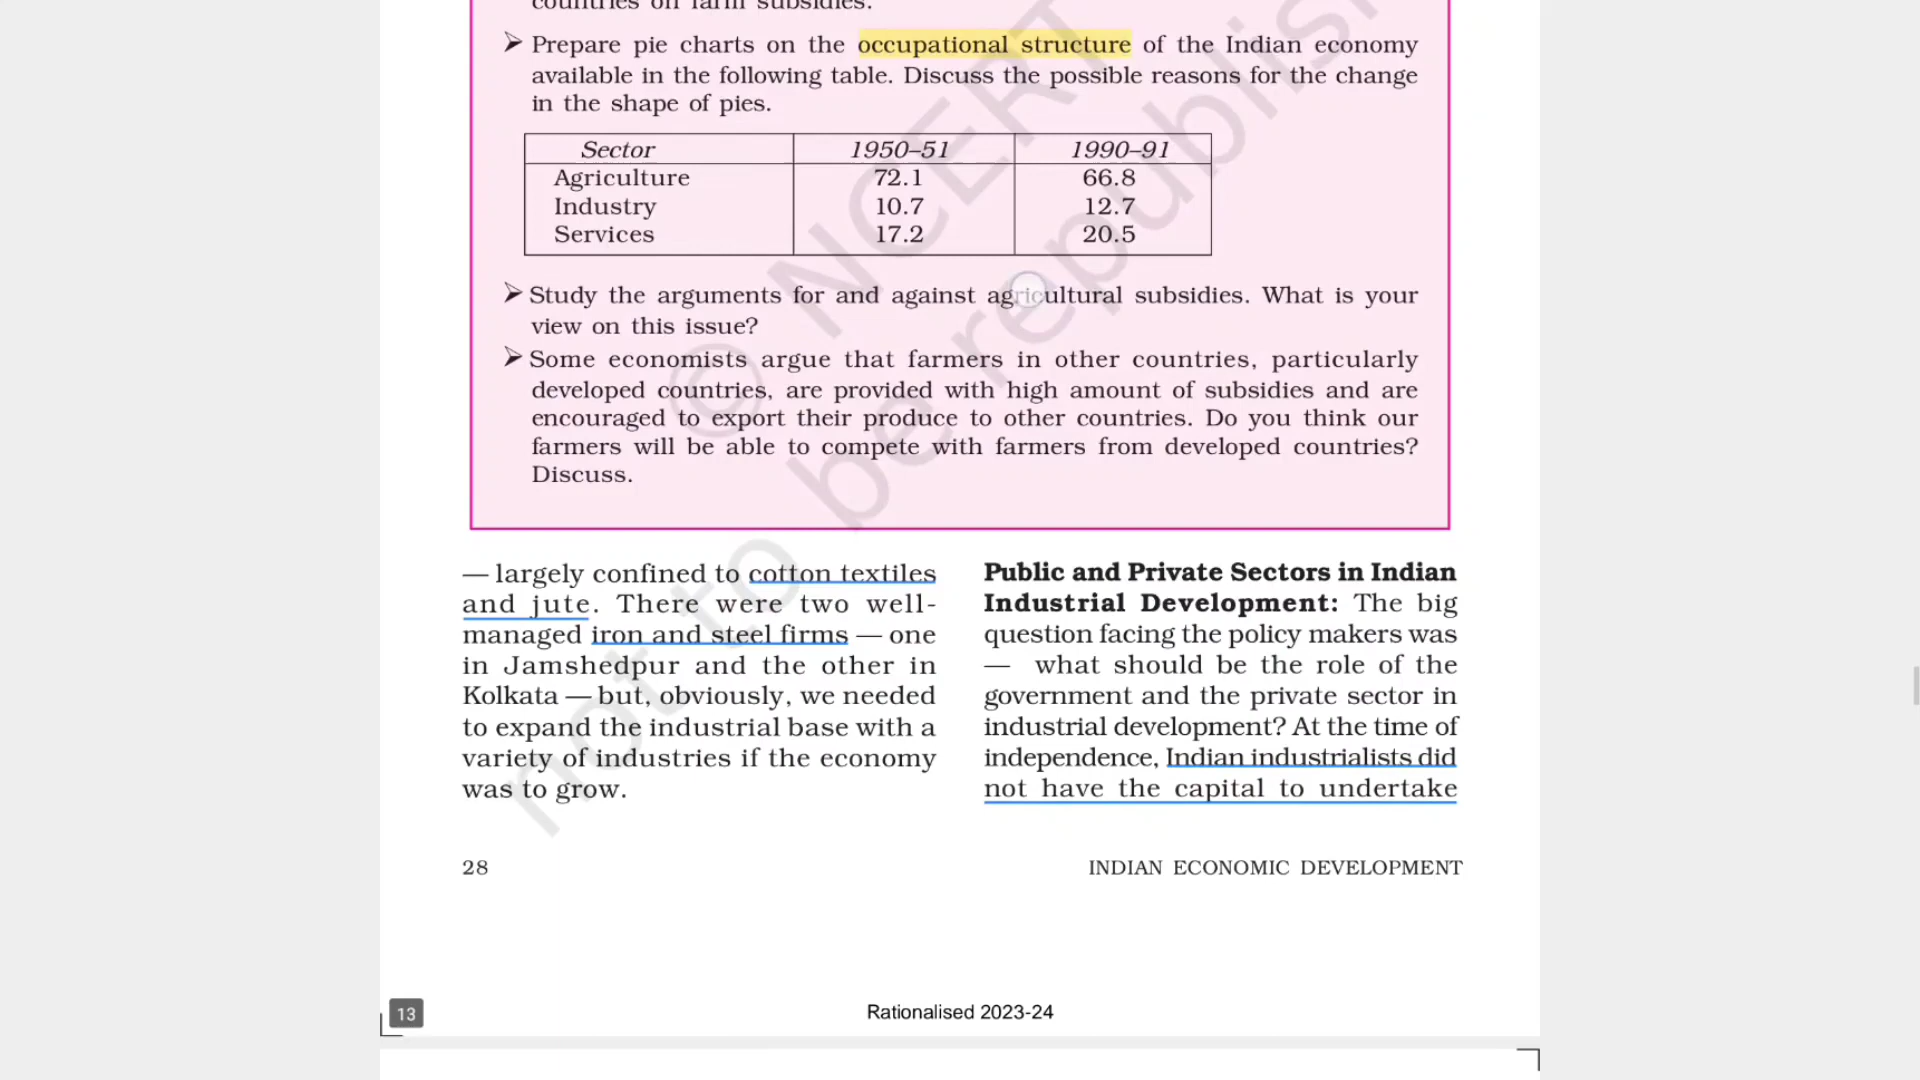 countries on farm subsidies.
➢ Prepare pie charts on the occupational structure of the Indian economy
available in the following table. Discuss the possible reasons for the change
in the shape of pies.
Sector 1950–51 1990–91
Agriculture 72.1 66.8
Industry 10.7 12.7
Services 17.2 20.5
➢ Study the arguments for and against agricultural subsidies. What is your
view on this issue?
➢ Some economists argue that farmers in other countries, particularly
developed countries, are provided with high amount of subsidies and are
encouraged to export their produce to other countries. Do you think our
farmers will be able to compete with farmers from developed countries?
Discuss.
— largely confined to cotton textiles
and jute. There were two well-
managed iron and steel firms — one
in Jamshedpur and the other in
Kolkata — but, obviously, we needed
to expand the industrial base with a
variety of industries if the economy
was to grow.
Public and Private Sectors in Indian
Industrial Development: The big
question facing the policy makers was
— what should be the role of the
government and the private sector in
industrial development? At the time of
independence, Indian industrialists did
not have the capital to undertake
28
INDIAN ECONOMIC DEVELOPMENT
13
Rationalised 2023-24
© NCERT
not to be republis